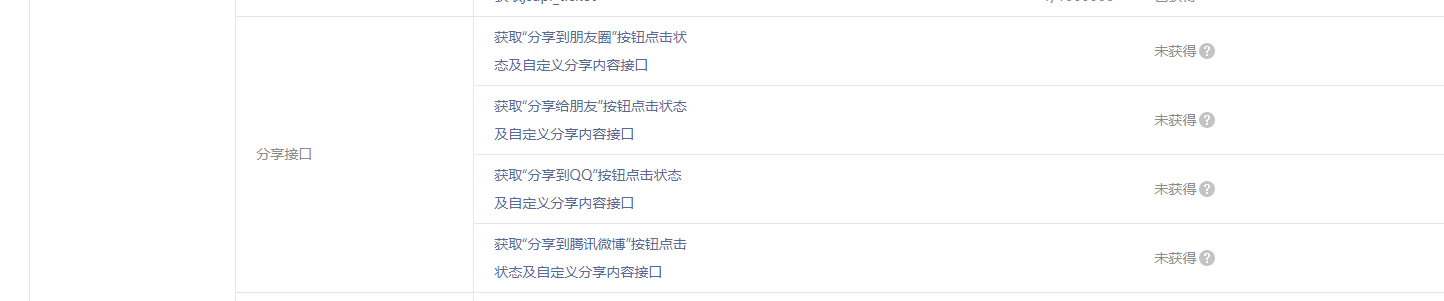 分享接口
获取“分享到朋友圈”按钮点击状
态及自定义分享内容接口
未获得
获取“分享给朋友”按钮点击状态
及自定义分享内容接口
未获得
获取“分享到QQ”按钮点击状态
及自定义分享内容接口
未获得
获取“分享到腾讯微博”按钮点击
状态及自定义分享内容接口
未获得